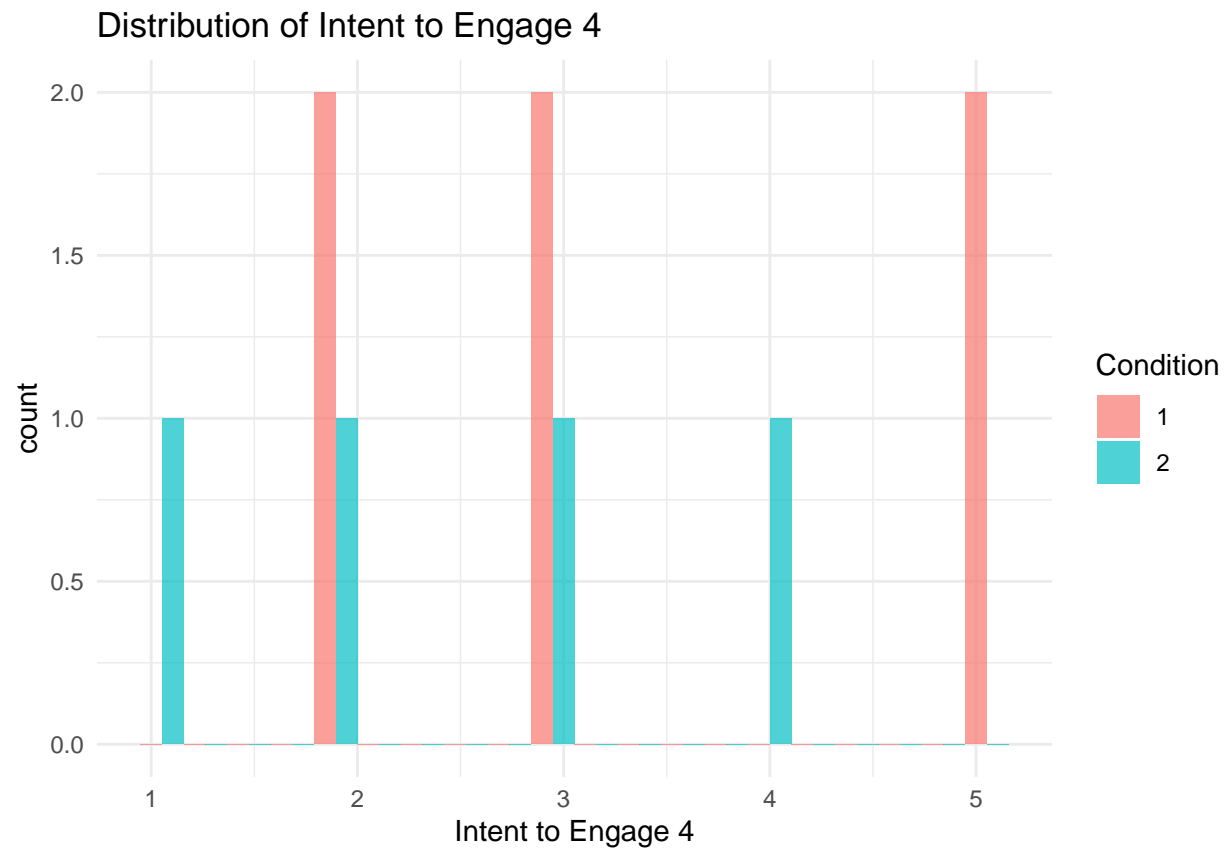 Distribution of Intent to Engage 4
2.0
1.5
1.0
0.5
0.0
count
1 2 3 4 5
Intent to Engage 4
Condition
1
2